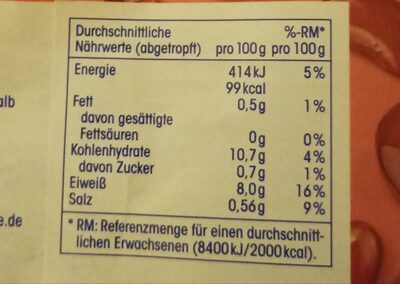 Durchschnittliche %-RM*
Nährwerte (abgetropft) pro 100g pro 100g
Energie 414kJ 5%
99kcal
Fett 0,5g 1%
davon gesättigte
Fettsäuren 0g 0%
Kohlenhydrate 10,7g 4%
davon Zucker 0,7g 1%
Eiweiß 8,0g 16%
Salz 0,56g 9%
* RM: Referenzmenge für einen durchschnitt-
lichen Erwachsenen (8400kJ/2000kcal).
alb
e.de